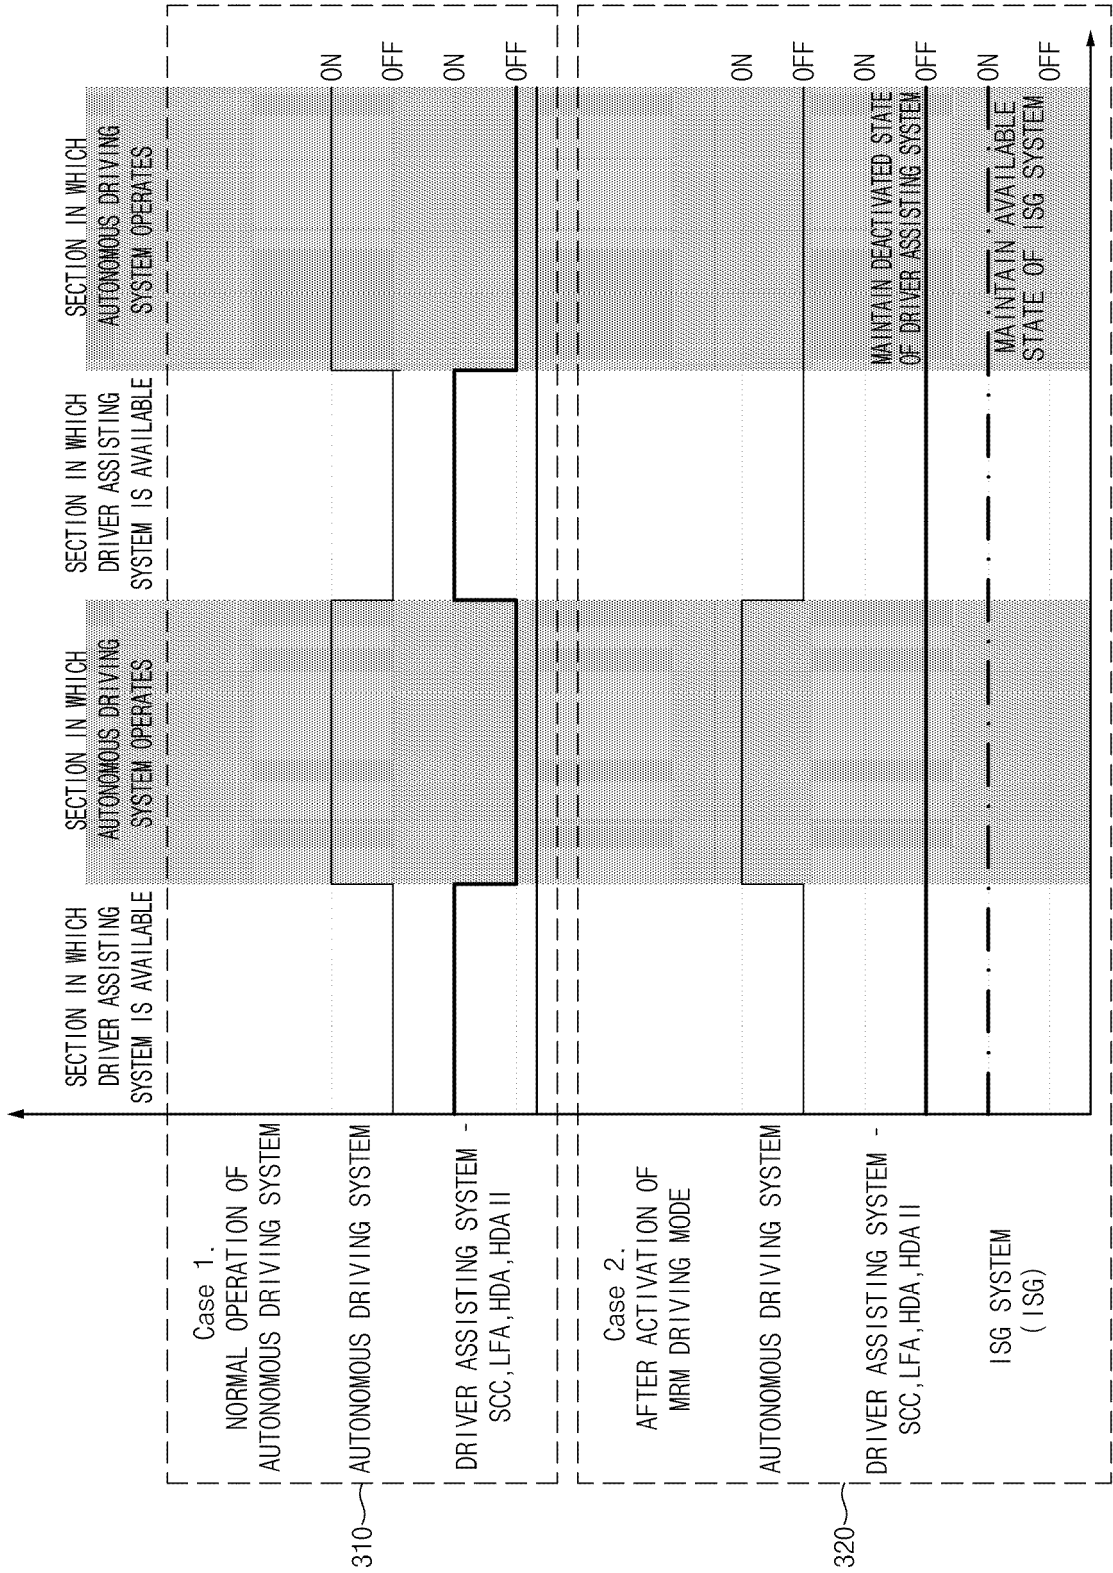 SECTION IN WHICH
DRIVER ASSISTING
SYSTEM IS AVAILABLE
SECTION IN WHICH
AUTONOMOUS DRIVING
SYSTEM OPERATES
SECTION IN WHICH
DRIVER ASSISTING
SYSTEM IS AVAILABLE
SECTION IN WHICH
AUTONOMOUS DRIVING
SYSTEM OPERATES
310
Case 1.
NORMAL OPERATION OF
AUTONOMOUS DRIVING SYSTEM
AUTONOMOUS DRIVING SYSTEM
ON
OFF
DRIVER ASSISTING SYSTEM -
SCC,LFA,HDA,HDAII
ON
OFF
320
Case 2.
AFTER ACTIVATION OF
MRM DRIVING MODE
AUTONOMOUS DRIVING SYSTEM
ON
OFF
DRIVER ASSISTING SYSTEM -
SCC,LFA,HDA,HDAII
MAINTAIN DEACTIVATED STATE
OF DRIVER ASSISTING SYSTEM
ON
OFF
ISG SYSTEM
(ISG)
MAINTAIN AVAILABLE
STATE OF ISG SYSTEM
ON
OFF